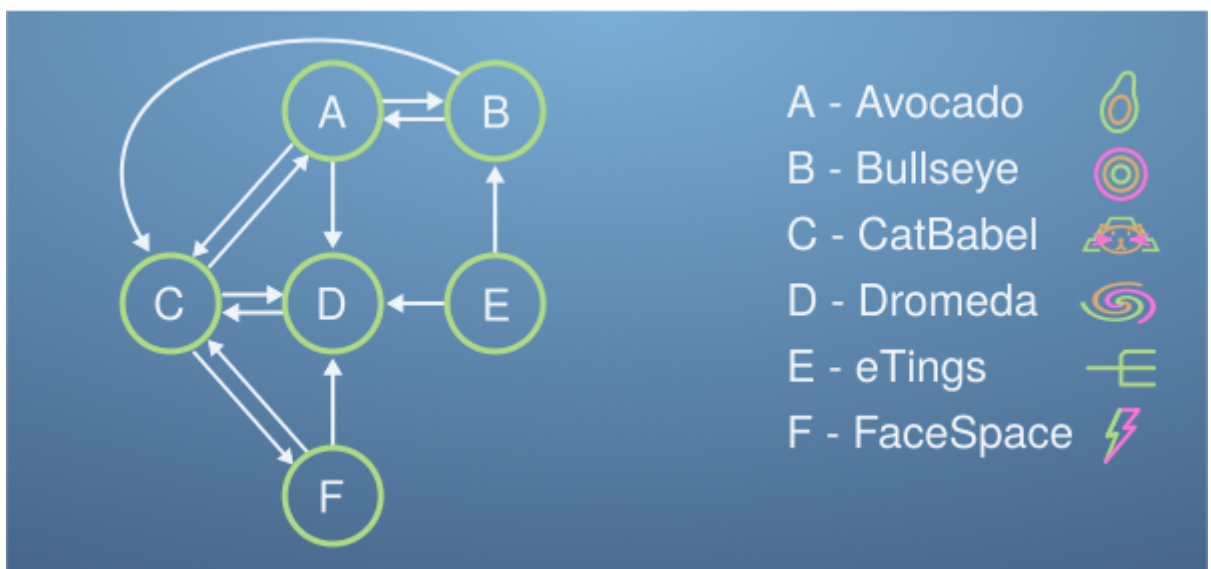 A
B
C
D
E
F
A - Avocado
B - Bullseye
C - CatBabel
D - Dromeda
E - eTings
F - FaceSpace